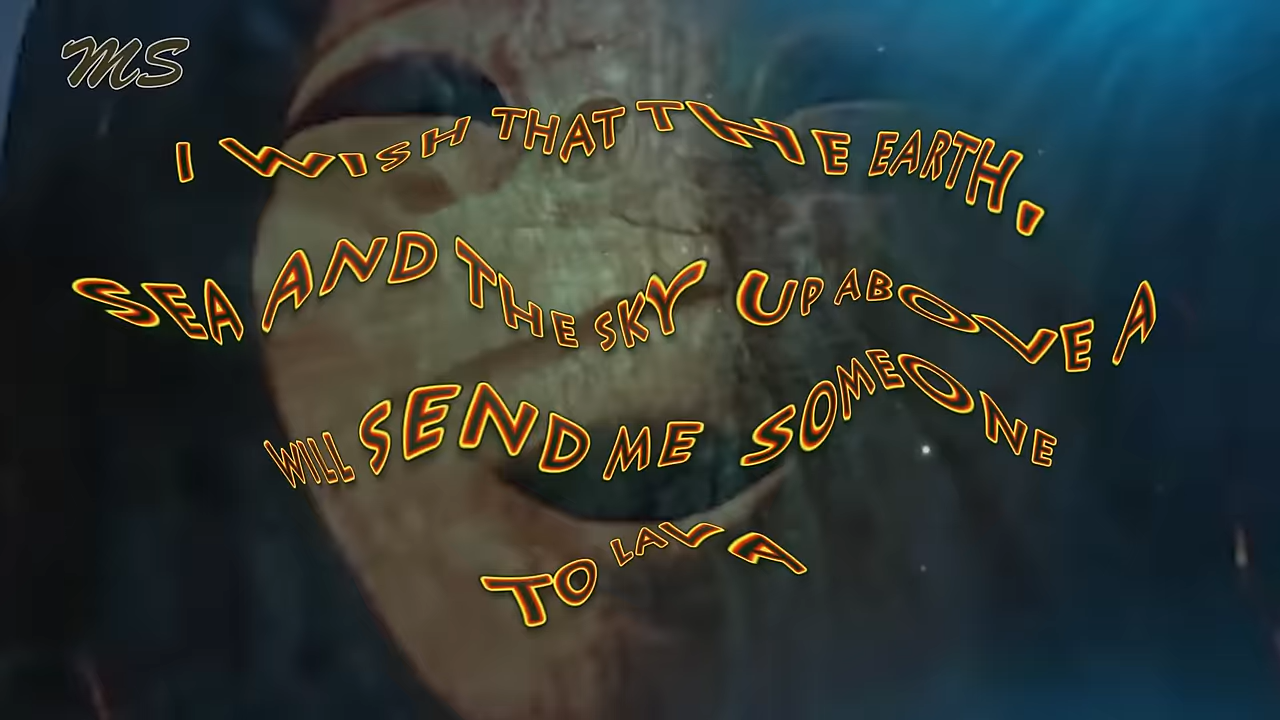 MS
I WISH THAT THE EARTH,
SEA AND THE SKY UP ABOVE A
WILL SEND ME SOMEONE
TO LAVA